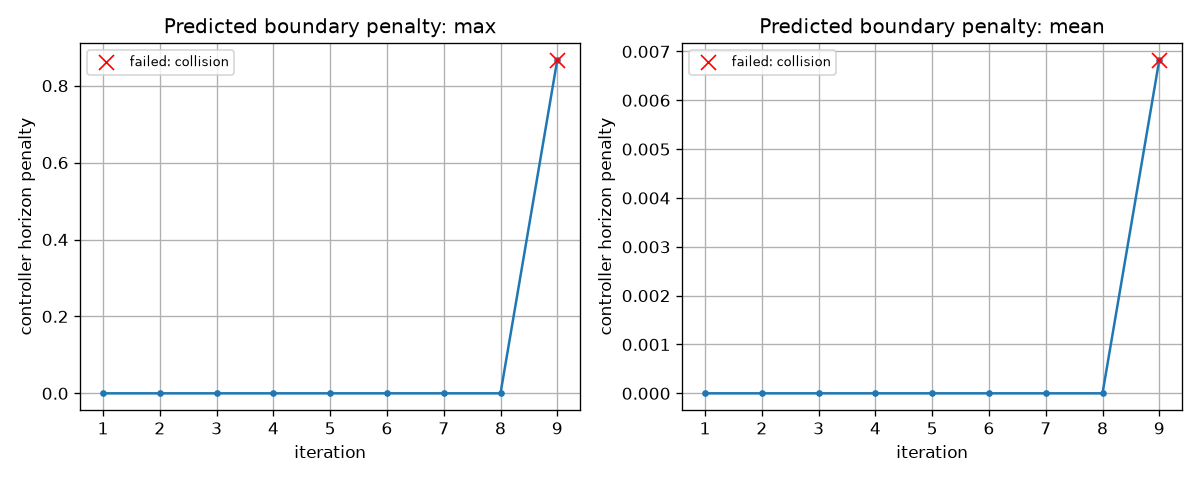 Predicted boundary penalty: max
failed: collision
controller horizon penalty
0.8
0.6
0.4
0.2
0.0
1 2 3 4 5 6 7 8 9
iteration
Predicted boundary penalty: mean
failed: collision
controller horizon penalty
0.007
0.006
0.005
0.004
0.003
0.002
0.001
0.000
1 2 3 4 5 6 7 8 9
iteration